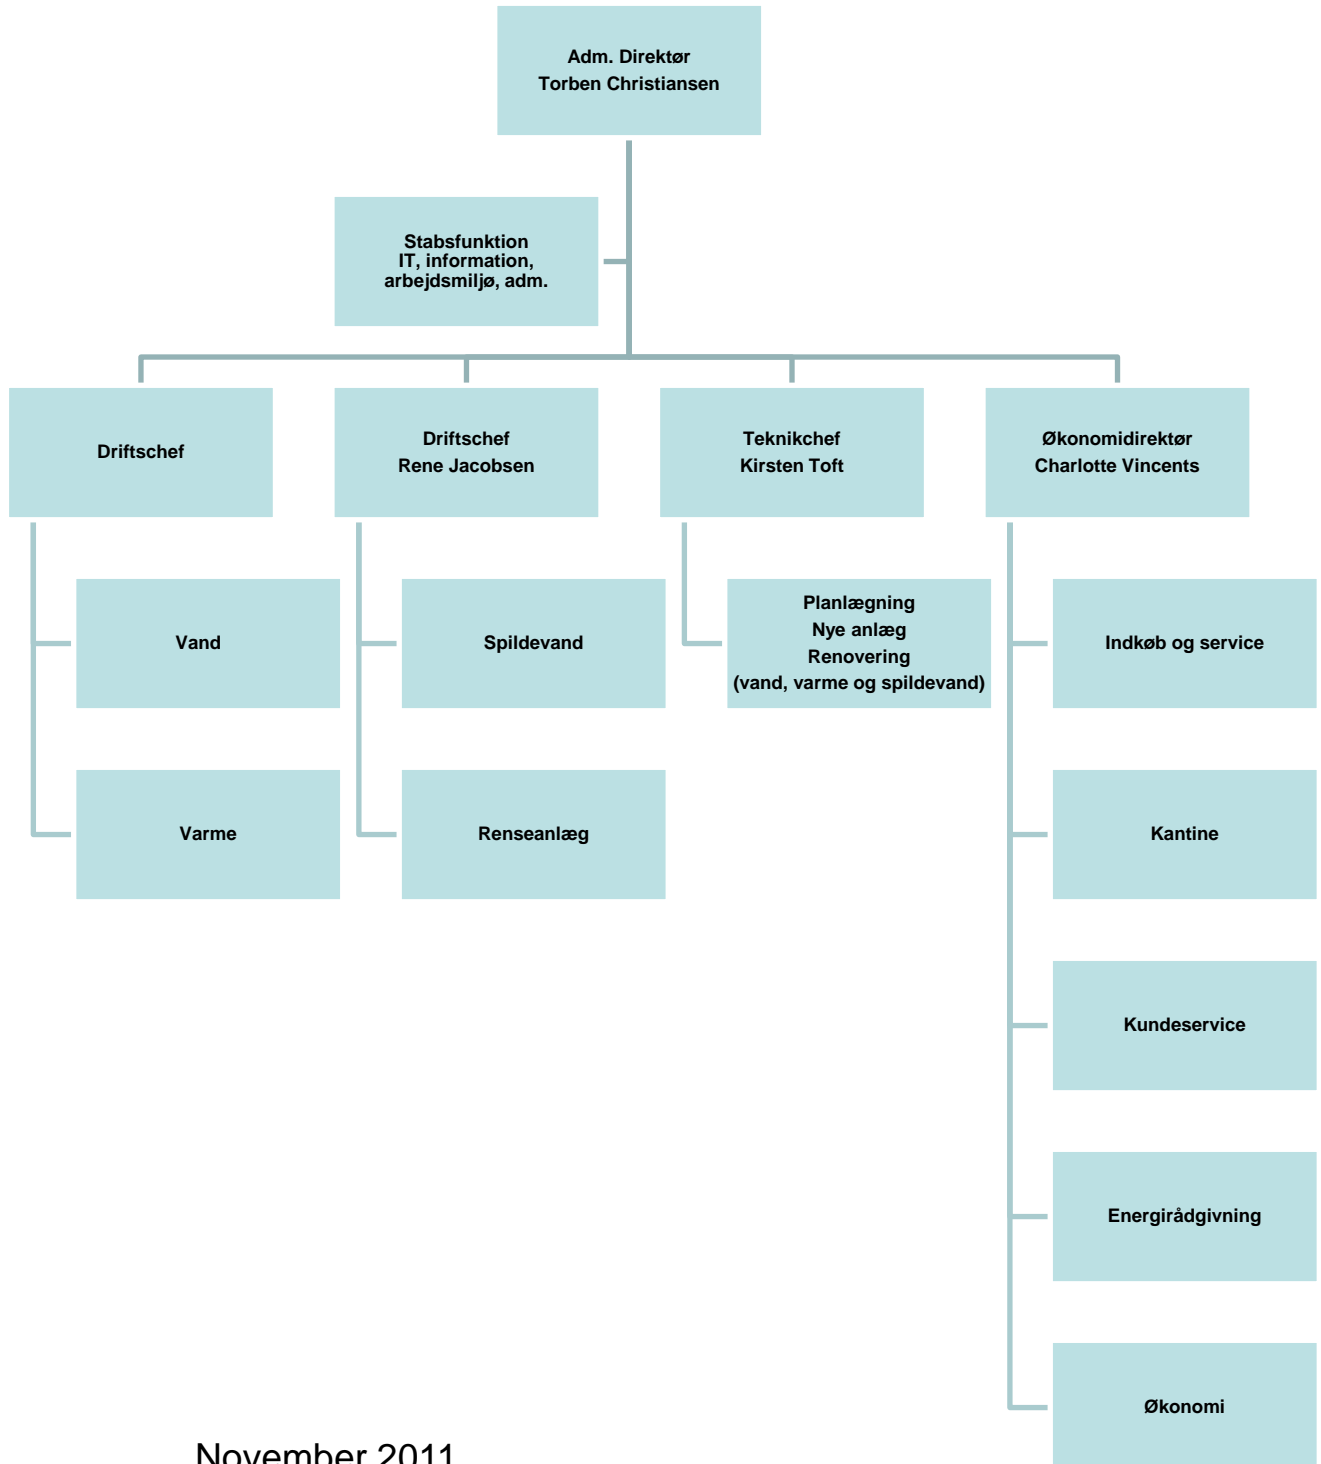 Adm. Direktør
Torben Christiansen
Stabsfunktion
IT, information,
arbejdsmiljø, adm.
Driftschef
Driftschef
Rene Jacobsen
Teknikchef
Kirsten Toft
Økonomidirektør
Charlotte Vincents
Vand
Spildevand
Planlægning
Nye anlæg
Renovering
(vand, varme og spildevand)
Indkøb og service
Varme
Renseanlæg
Kantine
Kundeservice
Energirådgivning
Økonomi
November 2011